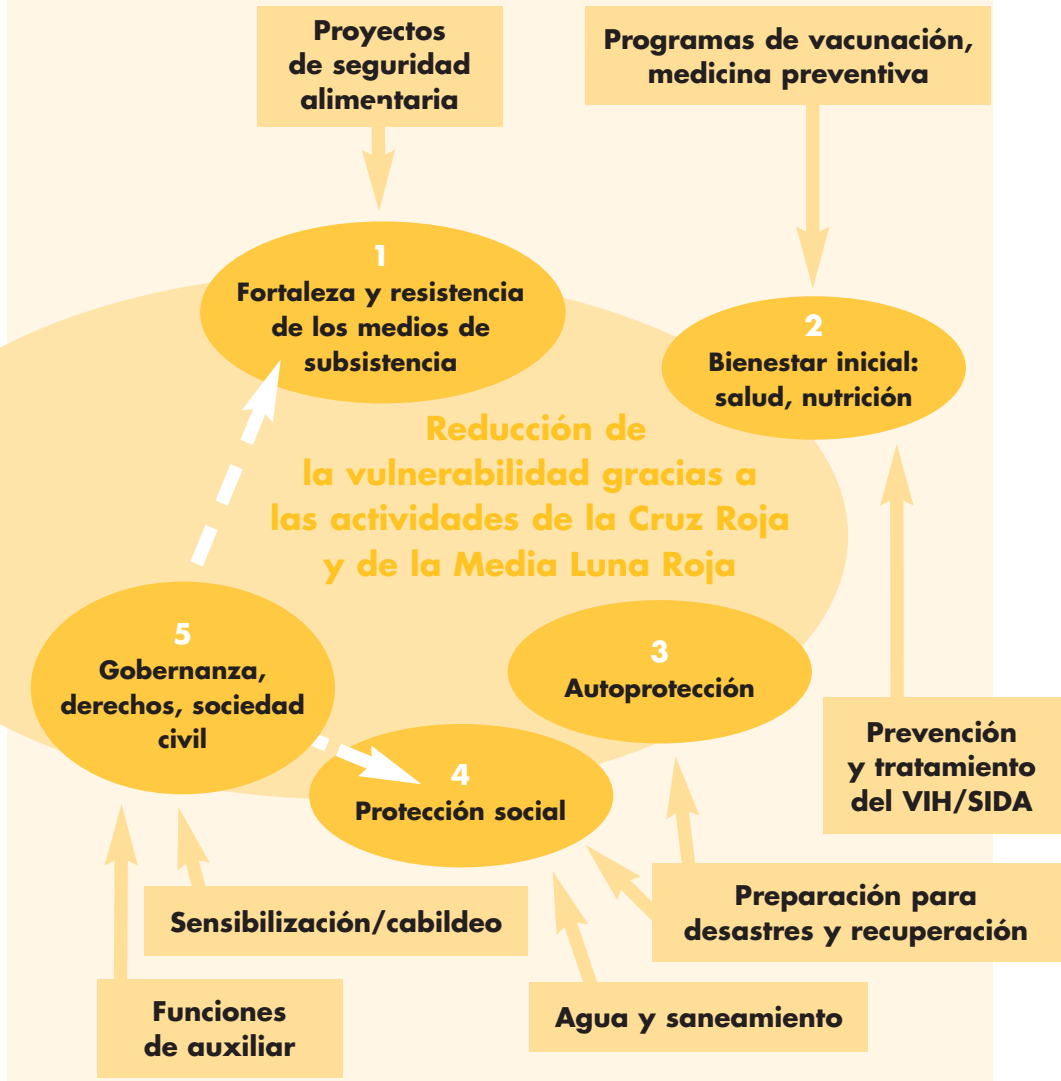 Proyectos
de seguridad
alimentaria
Programas de vacunación,
medicina preventiva
1
Fortaleza y resistencia
de los medios de
subsistencia
2
Bienestar inicial:
salud, nutrición
Reducción de
la vulnerabilidad gracias a
las actividades de la Cruz Roja
y de la Media Luna Roja
5
Gobernanza,
derechos, sociedad
civil
3
Autoprotección
4
Protección social
Prevención
y tratamiento
del VIH/SIDA
Sensibilización/cabildeo
Preparación para
desastres y recuperación
Funciones
de auxiliar
Agua y saneamiento